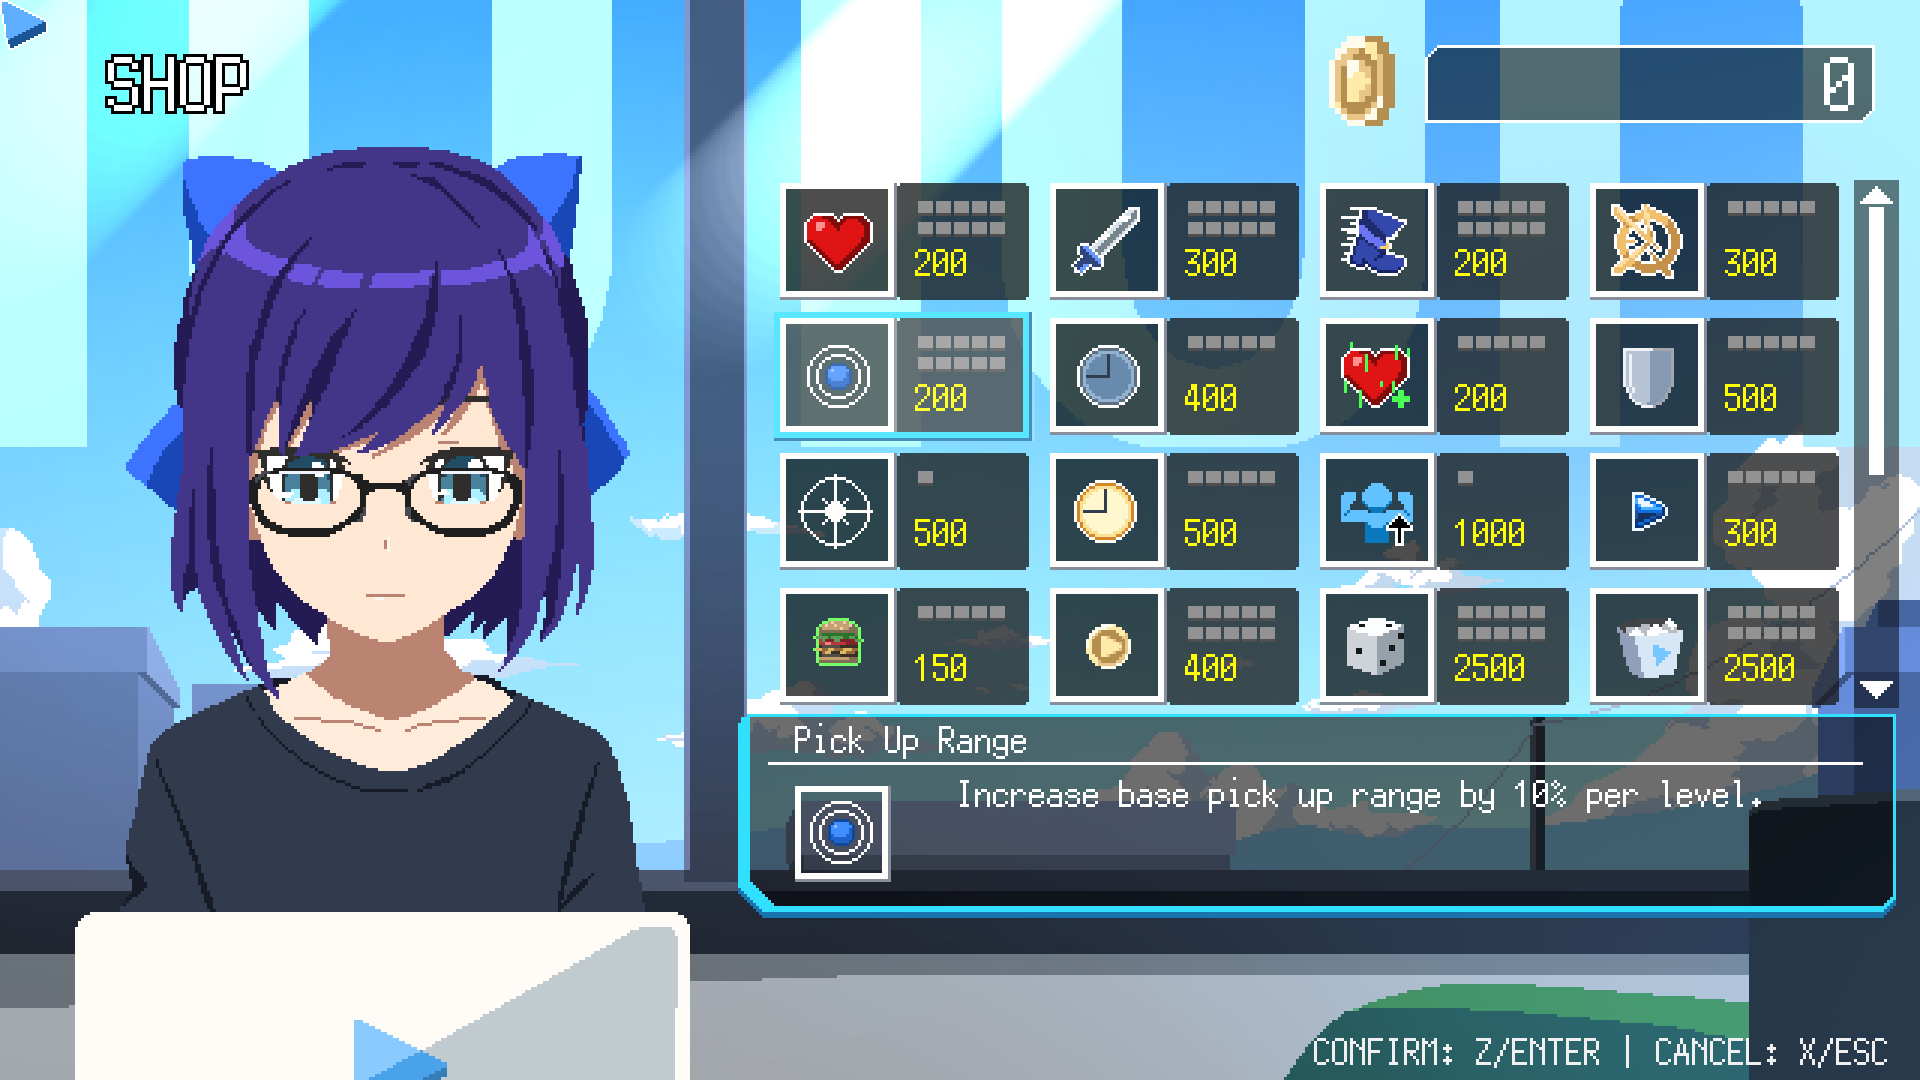 SHOP
0
200 300 200 300
200 400 200 500
500 500 1000 300
150 400 2500 2500
Pick Up Range
Increase base pick up range by 10% per level.
CONFIRM: Z/ENTER | CANCEL: X/ESC